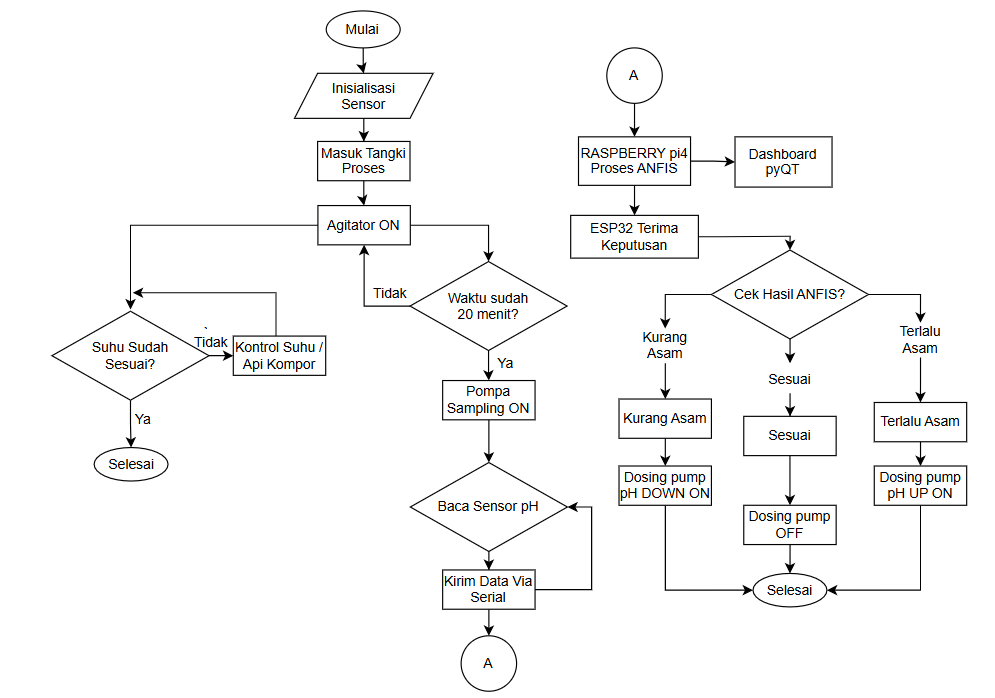 Mulai
Inisialisasi
Sensor
Masuk Tangki
Proses
Agitator ON
Tidak
Waktu sudah
20 menit?
Suhu Sudah
Sesuai?
`
Tidak
Kontrol Suhu /
Api Kompor
Ya
Selesai
Ya
Pompa
Sampling ON
Baca Sensor pH
Kirim Data Via
Serial
A
A
RASPBERRY pi4
Proses ANFIS
Dashboard
pyQT
ESP32 Terima
Keputusan
Cek Hasil ANFIS?
Kurang
Asam
Sesuai
Terlalu
Asam
Kurang Asam
Sesuai
Terlalu Asam
Dosing pump
pH DOWN ON
Dosing pump
OFF
Dosing pump
pH UP ON
Selesai